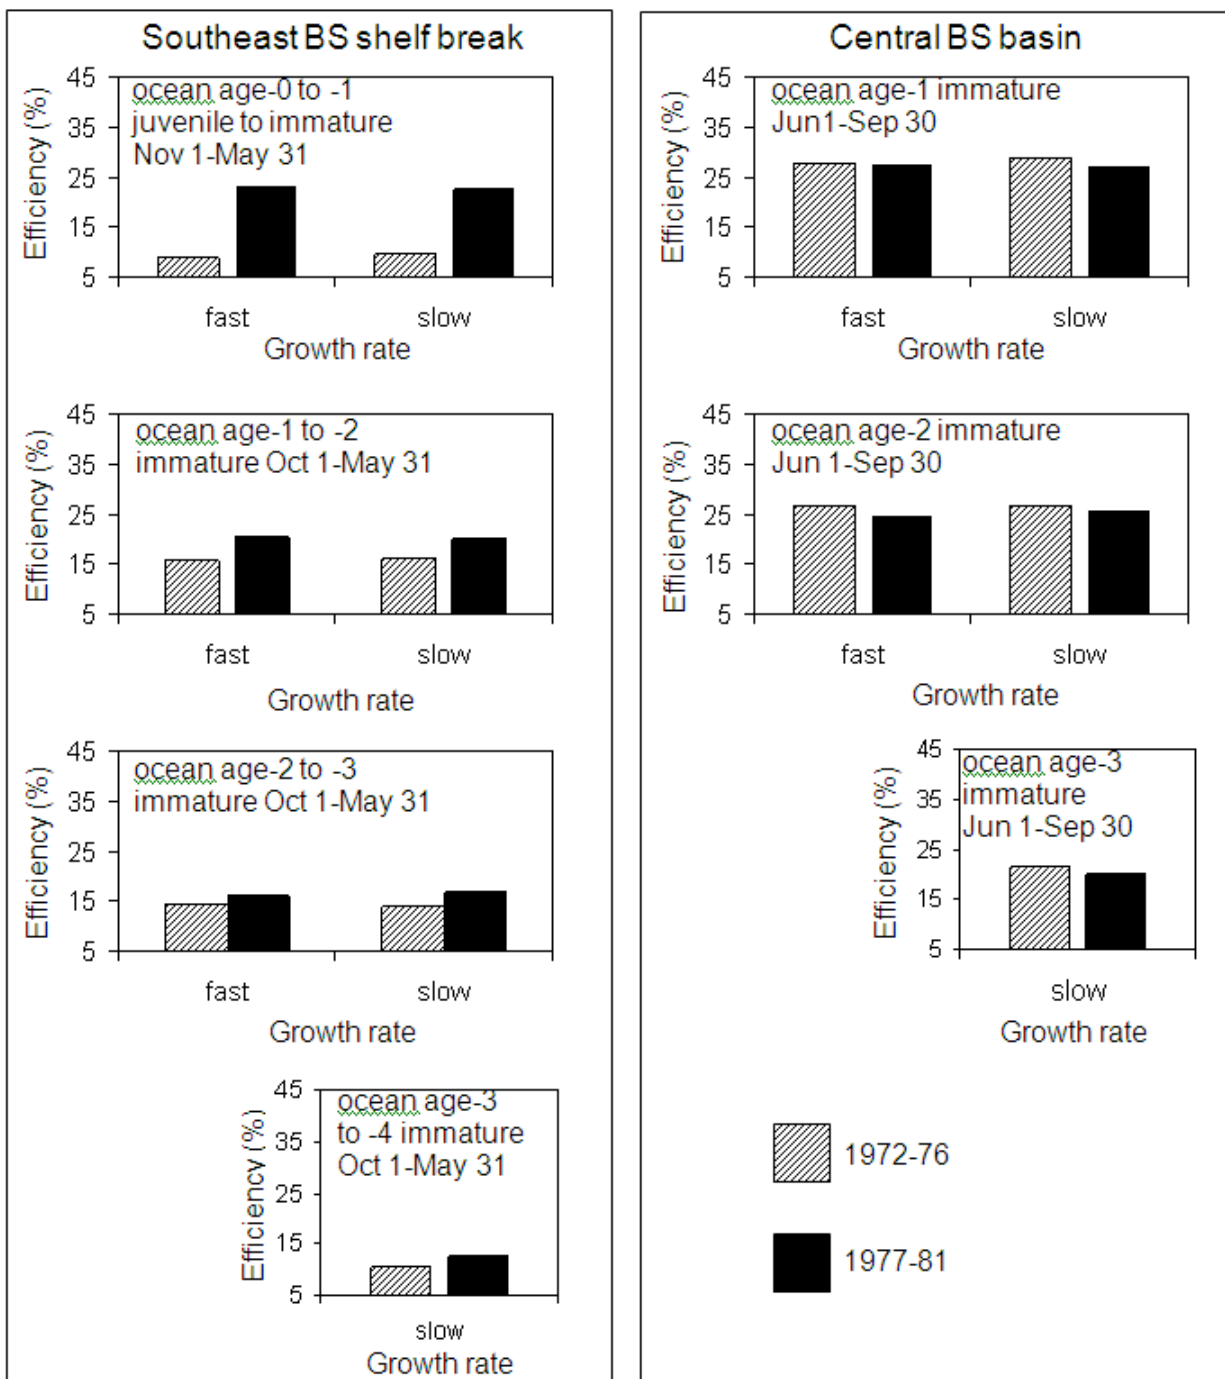 Southeast BS shelf break
Efficiency (%)
45
35
25
15
5
ocean age-0 to -1
juvenile to immature
Nov 1-May 31
fast
slow
Growth rate
Efficiency (%)
45
35
25
15
5
ocean age-1 to -2
immature Oct 1-May 31
fast
slow
Growth rate
Efficiency (%)
45
35
25
15
5
ocean age-2 to -3
immature Oct 1-May 31
fast
slow
Growth rate
Efficiency (%)
45
35
25
15
5
ocean age-3
to -4 immature
Oct 1-May 31
slow
Growth rate
Central BS basin
Efficiency (%)
45
35
25
15
5
ocean age-1 immature
Jun1-Sep 30
fast
slow
Growth rate
Efficiency (%)
45
35
25
15
5
ocean age-2 immature
Jun 1-Sep 30
fast
slow
Growth rate
Efficiency (%)
45
35
25
15
5
ocean age-3
immature
Jun 1-Sep 30
slow
Growth rate
1972-76
1977-81